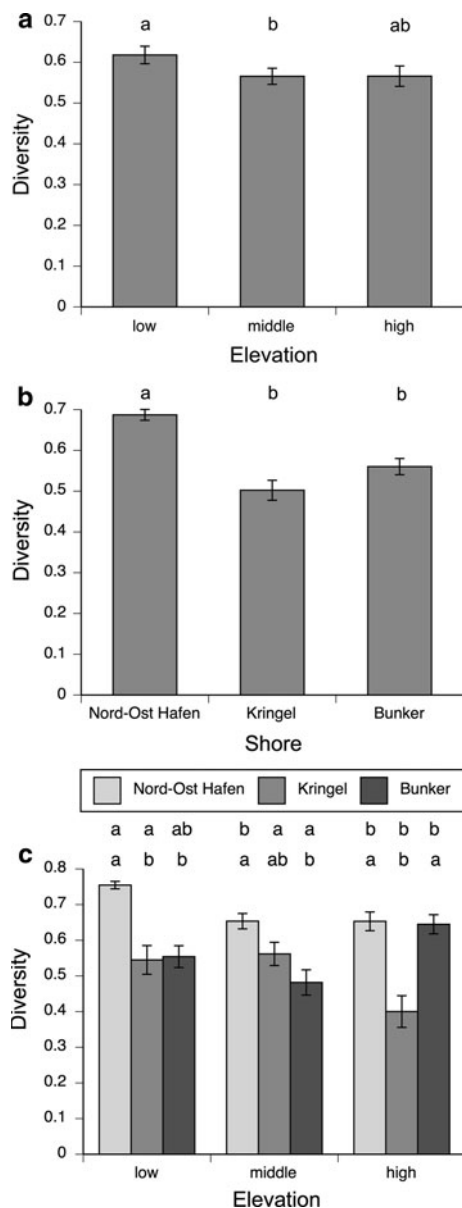 a
a b ab
0.7
0.6
0.5
0.4
0.3
0.2
0.1
0
Diversity
low middle high
Elevation
b
a b b
0.7
0.6
0.5
0.4
0.3
0.2
0.1
0
Diversity
Nord-Ost Hafen Kringel Bunker
Shore
Nord-Ost Hafen Kringel Bunker
a a ab b a a b b b
c
a b b a ab b a b a
0.8
0.7
0.6
0.5
0.4
0.3
0.2
0.1
0
Diversity
low middle high
Elevation